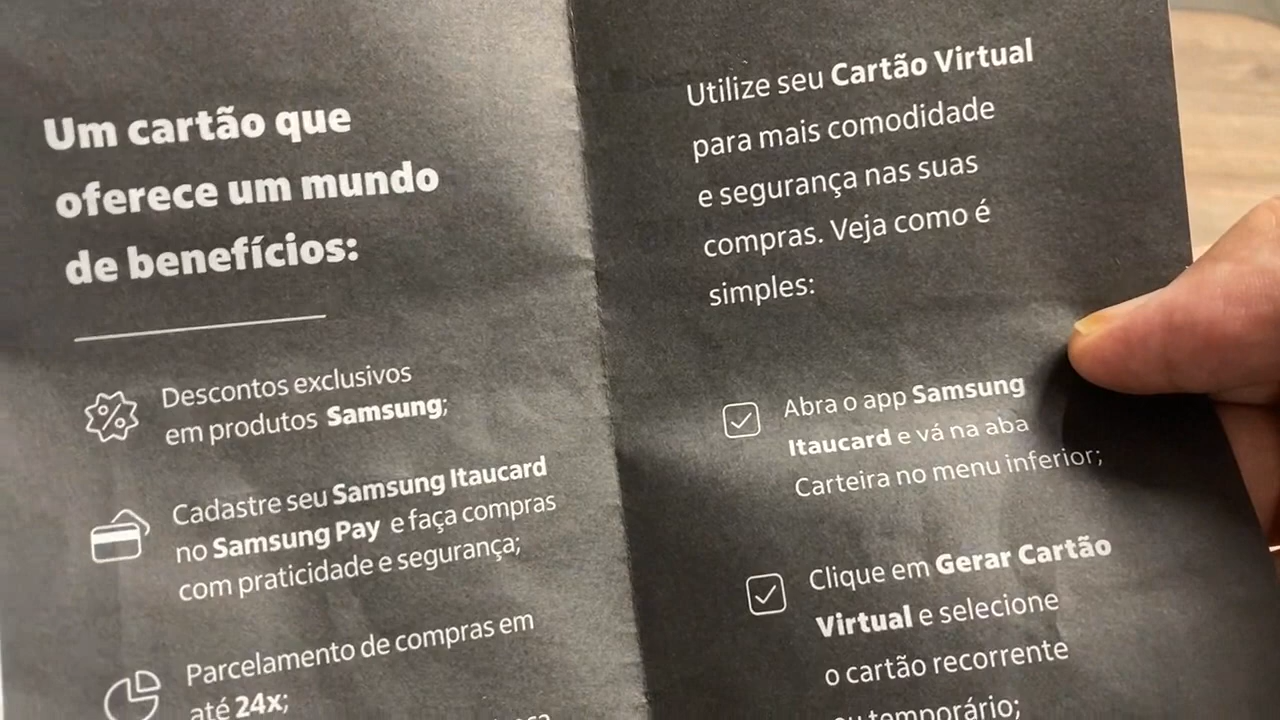 Um cartão que
oferece um mundo
de benefícios:
Descontos exclusivos
em produtos Samsung;
Cadastre seu Samsung Itaucard
no Samsung Pay e faça compras
com praticidade e segurança;
Parcelamento de compras em
até 24x;
Utilize seu Cartão Virtual
para mais comodidade
e segurança nas suas
compras. Veja como é
simples:
Abra o app Samsung
Itaucard e vá na aba
Carteira no menu inferior;
Clique em Gerar Cartão
Virtual e selecione
o cartão recorrente
ou temporário;